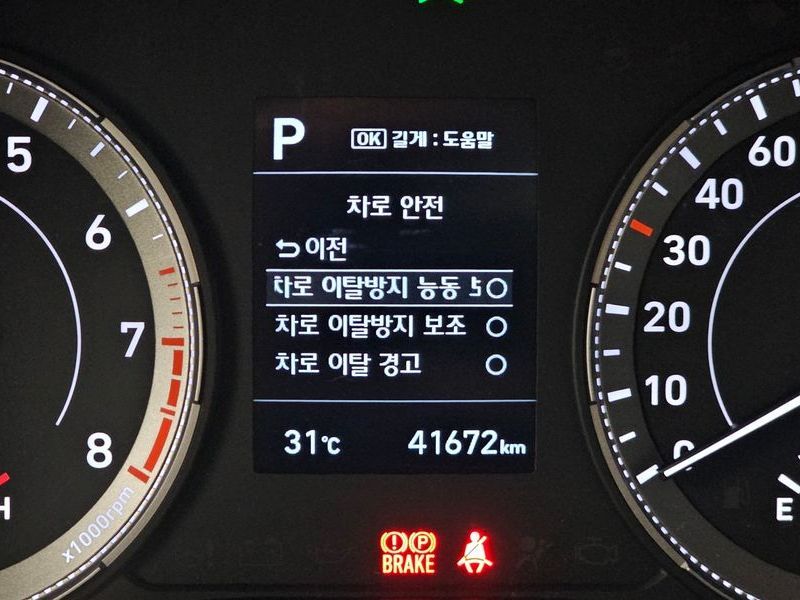 P OK 길게 : 도움말
차로 안전
이전
차로 이탈방지 능동
차로 이탈방지 보조
차로 이탈 경고
31℃ 41672km
5
6
7
8
x1000rpm
H
60
40
30
20
10
0
E
P
BRAKE